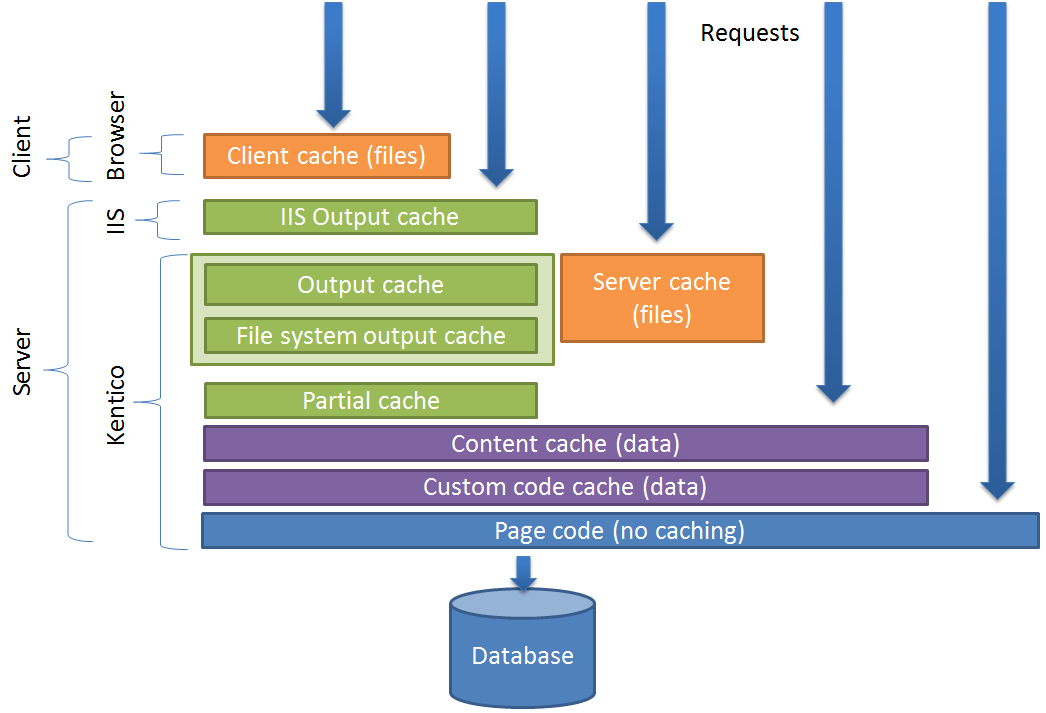 Requests
Client
Browser
Client cache (files)
IIS
IIS Output cache
Server
Kentico
Output cache
File system output cache
Server cache
(files)
Partial cache
Content cache (data)
Custom code cache (data)
Page code (no caching)
Database